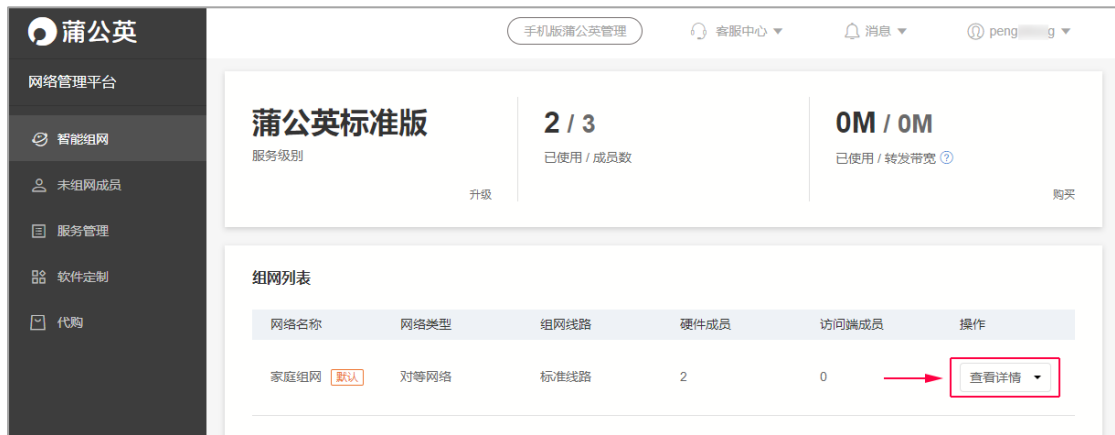 蒲公英
手机版蒲公英管理 客服中心 消息 peng g
网络管理平台
智能组网
未组网成员
服务管理
软件定制
代购
蒲公英标准版
服务级别
升级
2 / 3
已使用 / 成员数
0M / 0M
已使用 / 转发带宽 ?
购买
组网列表
网络名称 网络类型 组网线路 硬件成员 访问端成员 操作
家庭组网 默认 对等网络 标准线路 2 0 查看详情